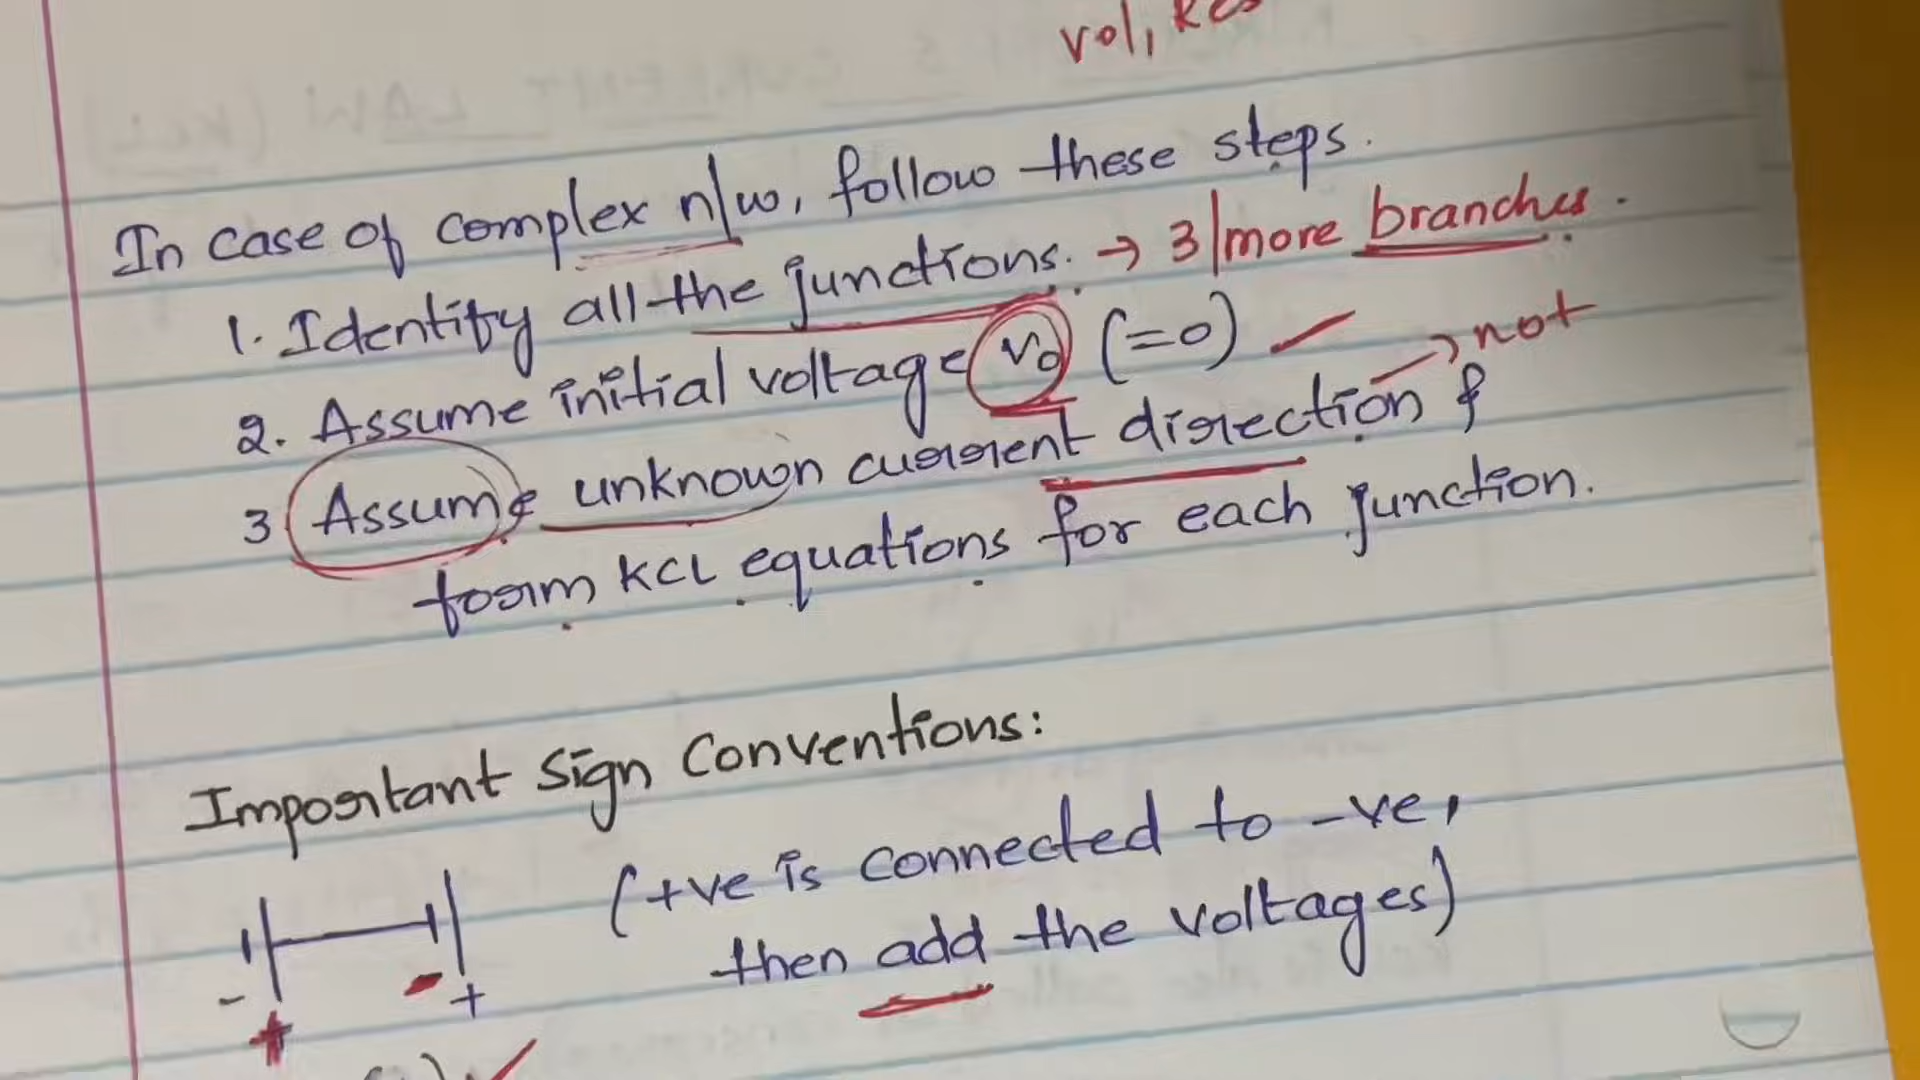 vol,
In case of complex n/w, follow these steps.
1. Identify all the junctions. → 3/more branches.
2. Assume initial voltage v₀ (=0) ✓
→ not
3 Assume unknown current direction &
form KCL equations for each junction.
Important Sign Conventions:
(+ve is connected to -ve,
then add the voltages)
- + - +